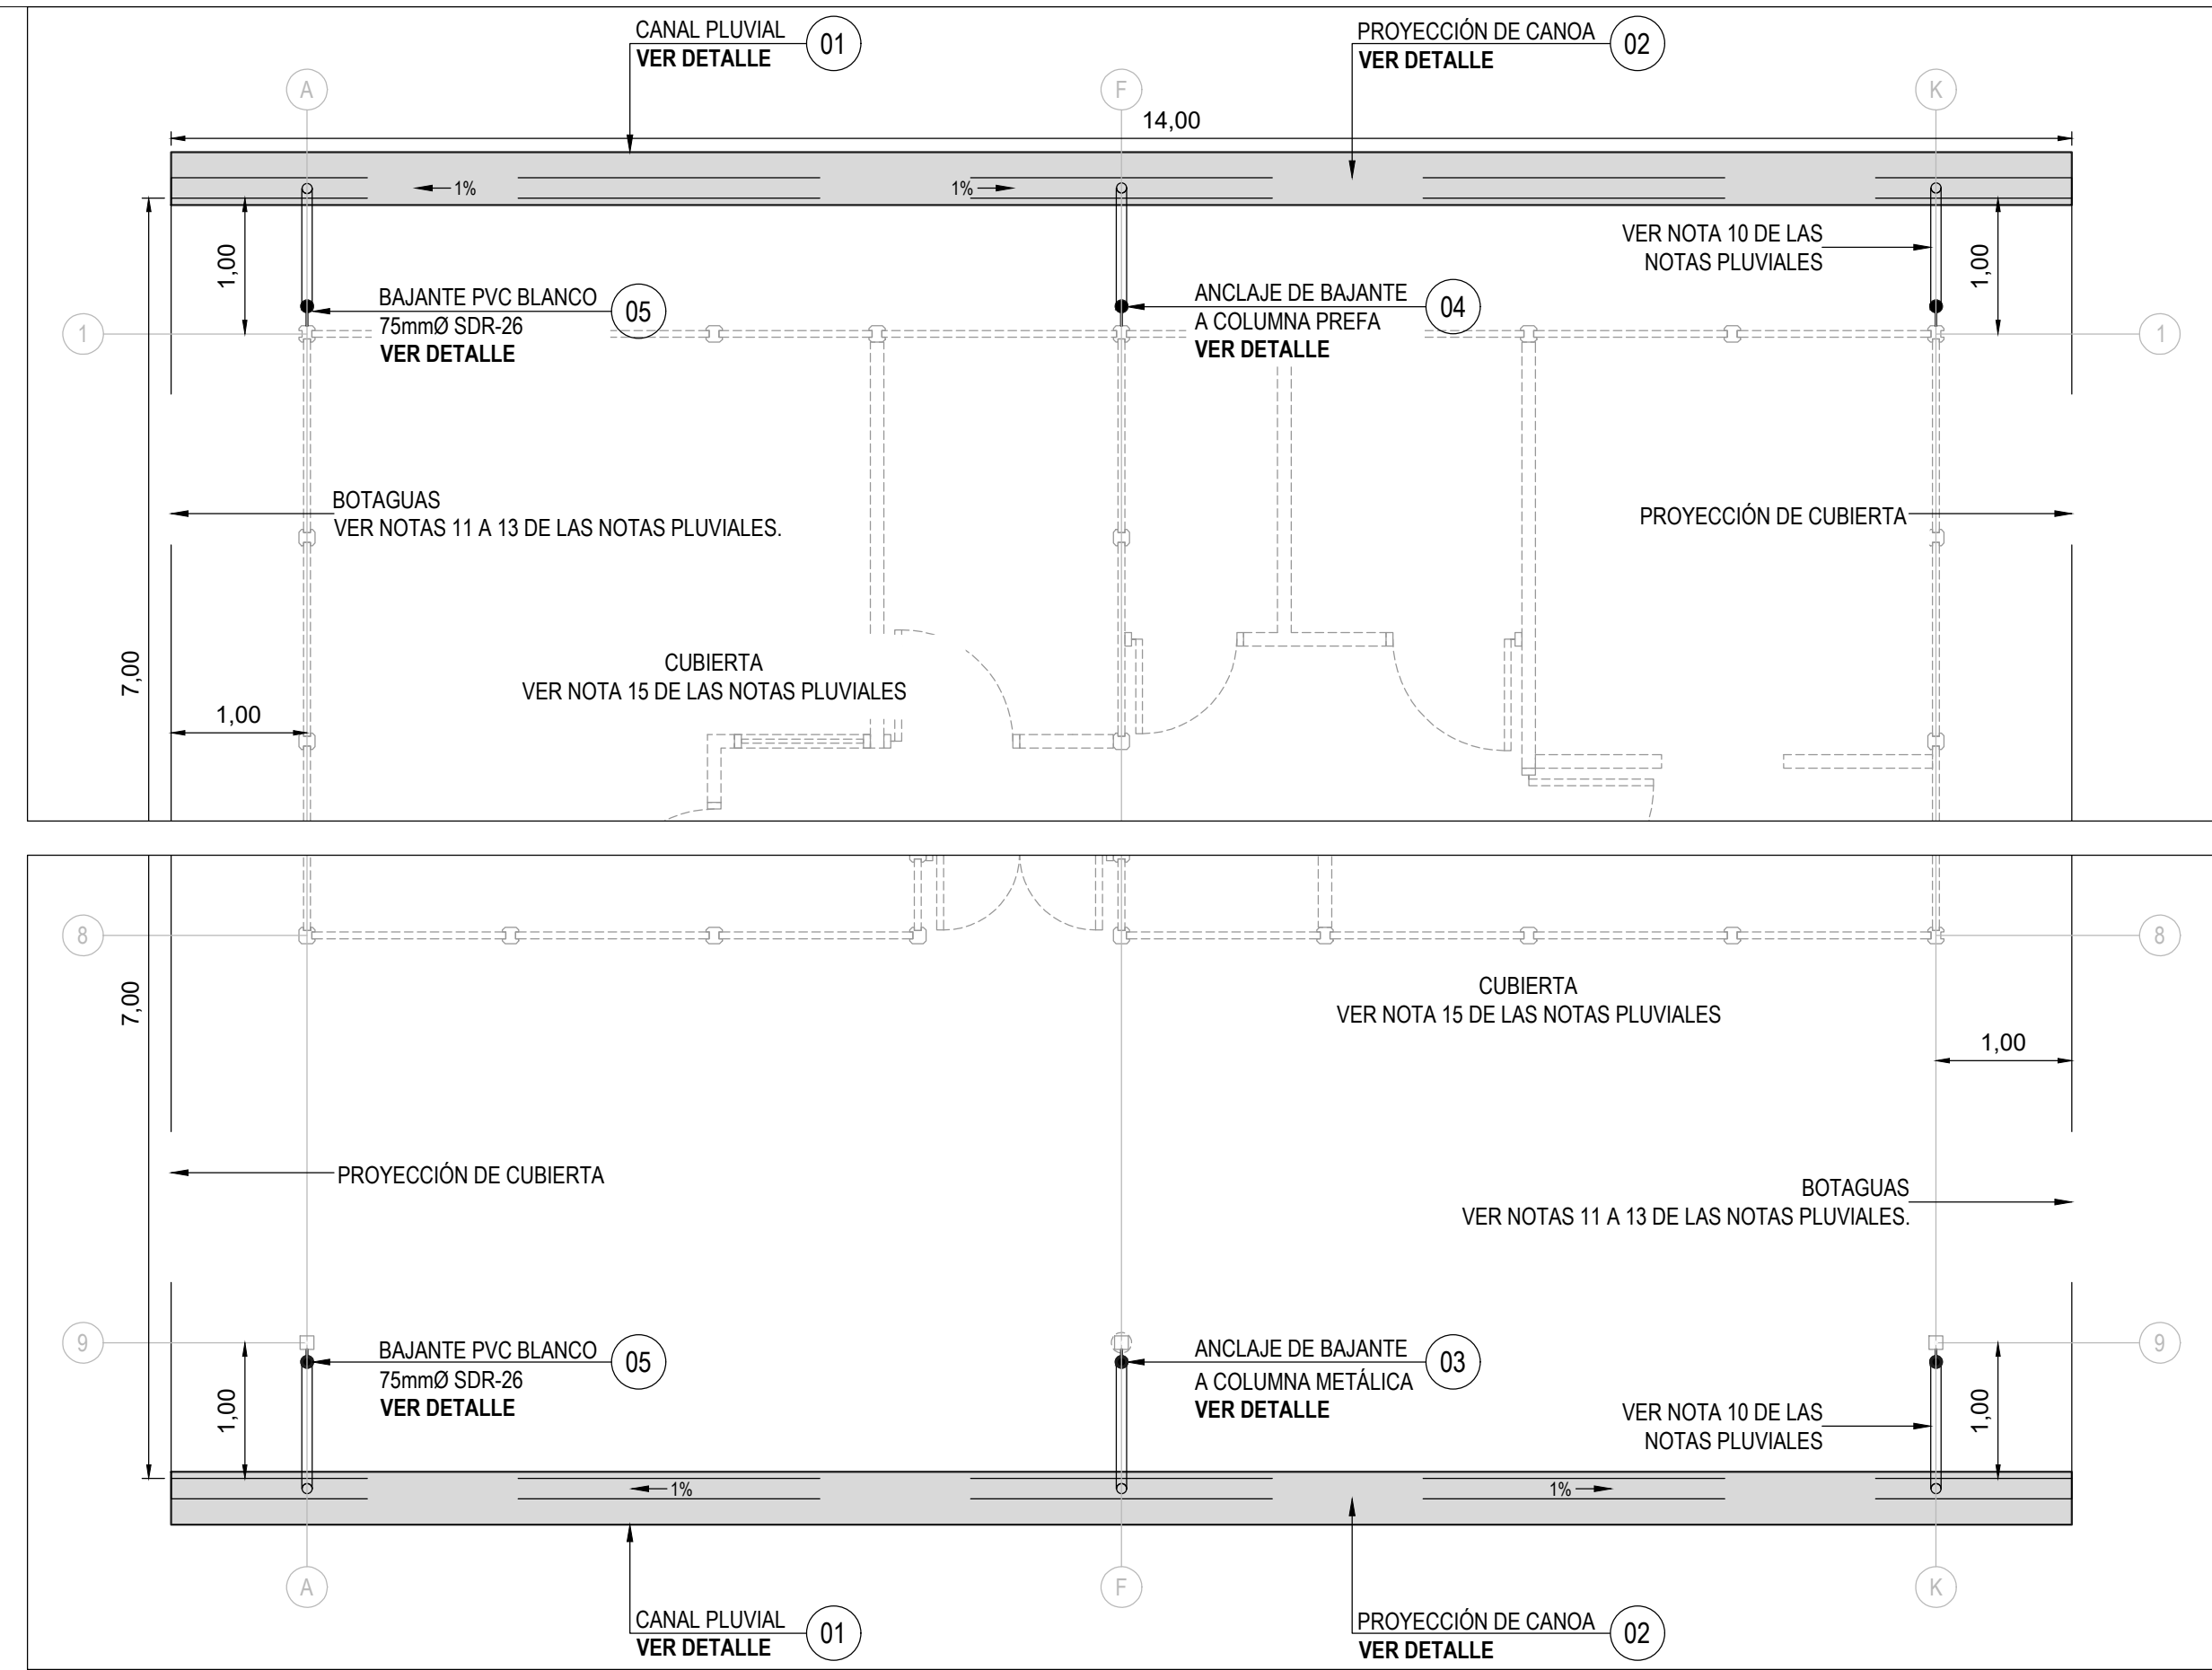 CANAL PLUVIAL
VER DETALLE
01
PROYECCIÓN DE CANOA
VER DETALLE
02
A
F
K
14,00
1%
1%
1,00
VER NOTA 10 DE LAS
NOTAS PLUVIALES
1,00
BAJANTE PVC BLANCO
75mmØ SDR-26
VER DETALLE
05
ANCLAJE DE BAJANTE
A COLUMNA PREFA
VER DETALLE
04
1
1
BOTAGUAS
VER NOTAS 11 A 13 DE LAS NOTAS PLUVIALES.
PROYECCIÓN DE CUBIERTA
7,00
CUBIERTA
VER NOTA 15 DE LAS NOTAS PLUVIALES
1,00
8
8
7,00
CUBIERTA
VER NOTA 15 DE LAS NOTAS PLUVIALES
1,00
PROYECCIÓN DE CUBIERTA
BOTAGUAS
VER NOTAS 11 A 13 DE LAS NOTAS PLUVIALES.
9
9
BAJANTE PVC BLANCO
75mmØ SDR-26
VER DETALLE
05
ANCLAJE DE BAJANTE
A COLUMNA METÁLICA
VER DETALLE
03
1,00
VER NOTA 10 DE LAS
NOTAS PLUVIALES
1,00
1%
1%
A
F
K
CANAL PLUVIAL
VER DETALLE
01
PROYECCIÓN DE CANOA
VER DETALLE
02